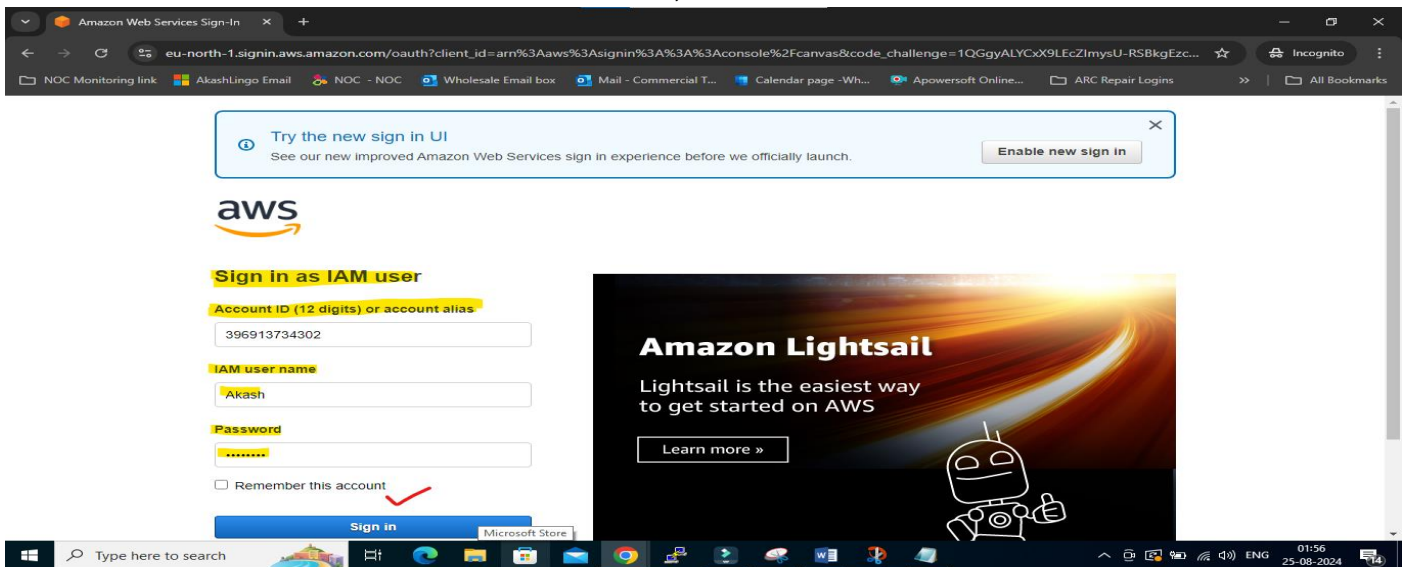 Amazon Web Services Sign-In
eu-north-1.signin.aws.amazon.com/oauth?client_id=arn%3Aaws%3Asignin%3A%3A%3Aconsole%2Fcanvas&code_challenge=1QGgyALYCxX9LEcZImysU-RSBkgEzc...
Incognito
NOC Monitoring link AkashLingo Email NOC - NOC Wholesale Email box Mail - Commercial T... Calendar page -Wh... Apowersoft Online... ARC Repair Logins » All Bookmarks
Try the new sign in UI
See our new improved Amazon Web Services sign in experience before we officially launch.
Enable new sign in
aws
Sign in as IAM user
Account ID (12 digits) or account alias
396913734302
IAM user name
Akash
Password
••••••••
Remember this account
Sign in
Microsoft Store
Amazon Lightsail
Lightsail is the easiest way
to get started on AWS
Learn more »
Type here to search
ENG
01:56
25-08-2024
14